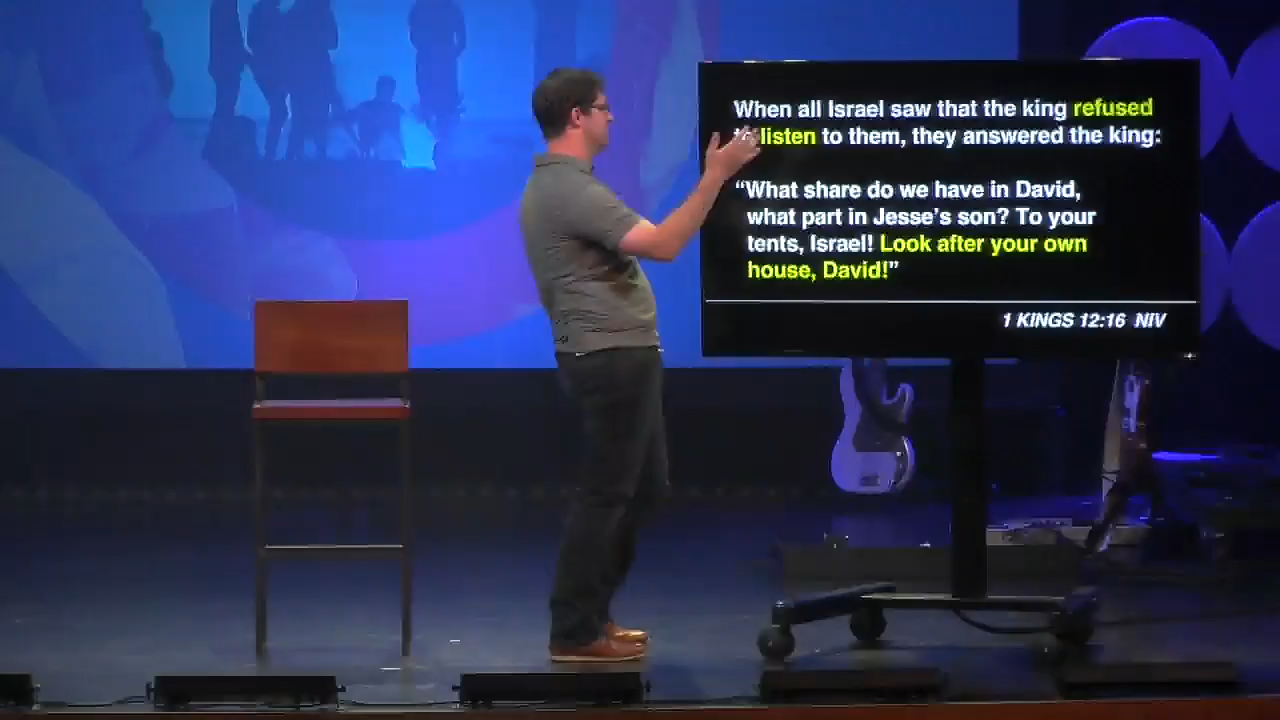 When all Israel saw that the king refused
listen to them, they answered the king:
“What share do we have in David,
what part in Jesse’s son? To your
tents, Israel! Look after your own
house, David!”
1 KINGS 12:16 NIV